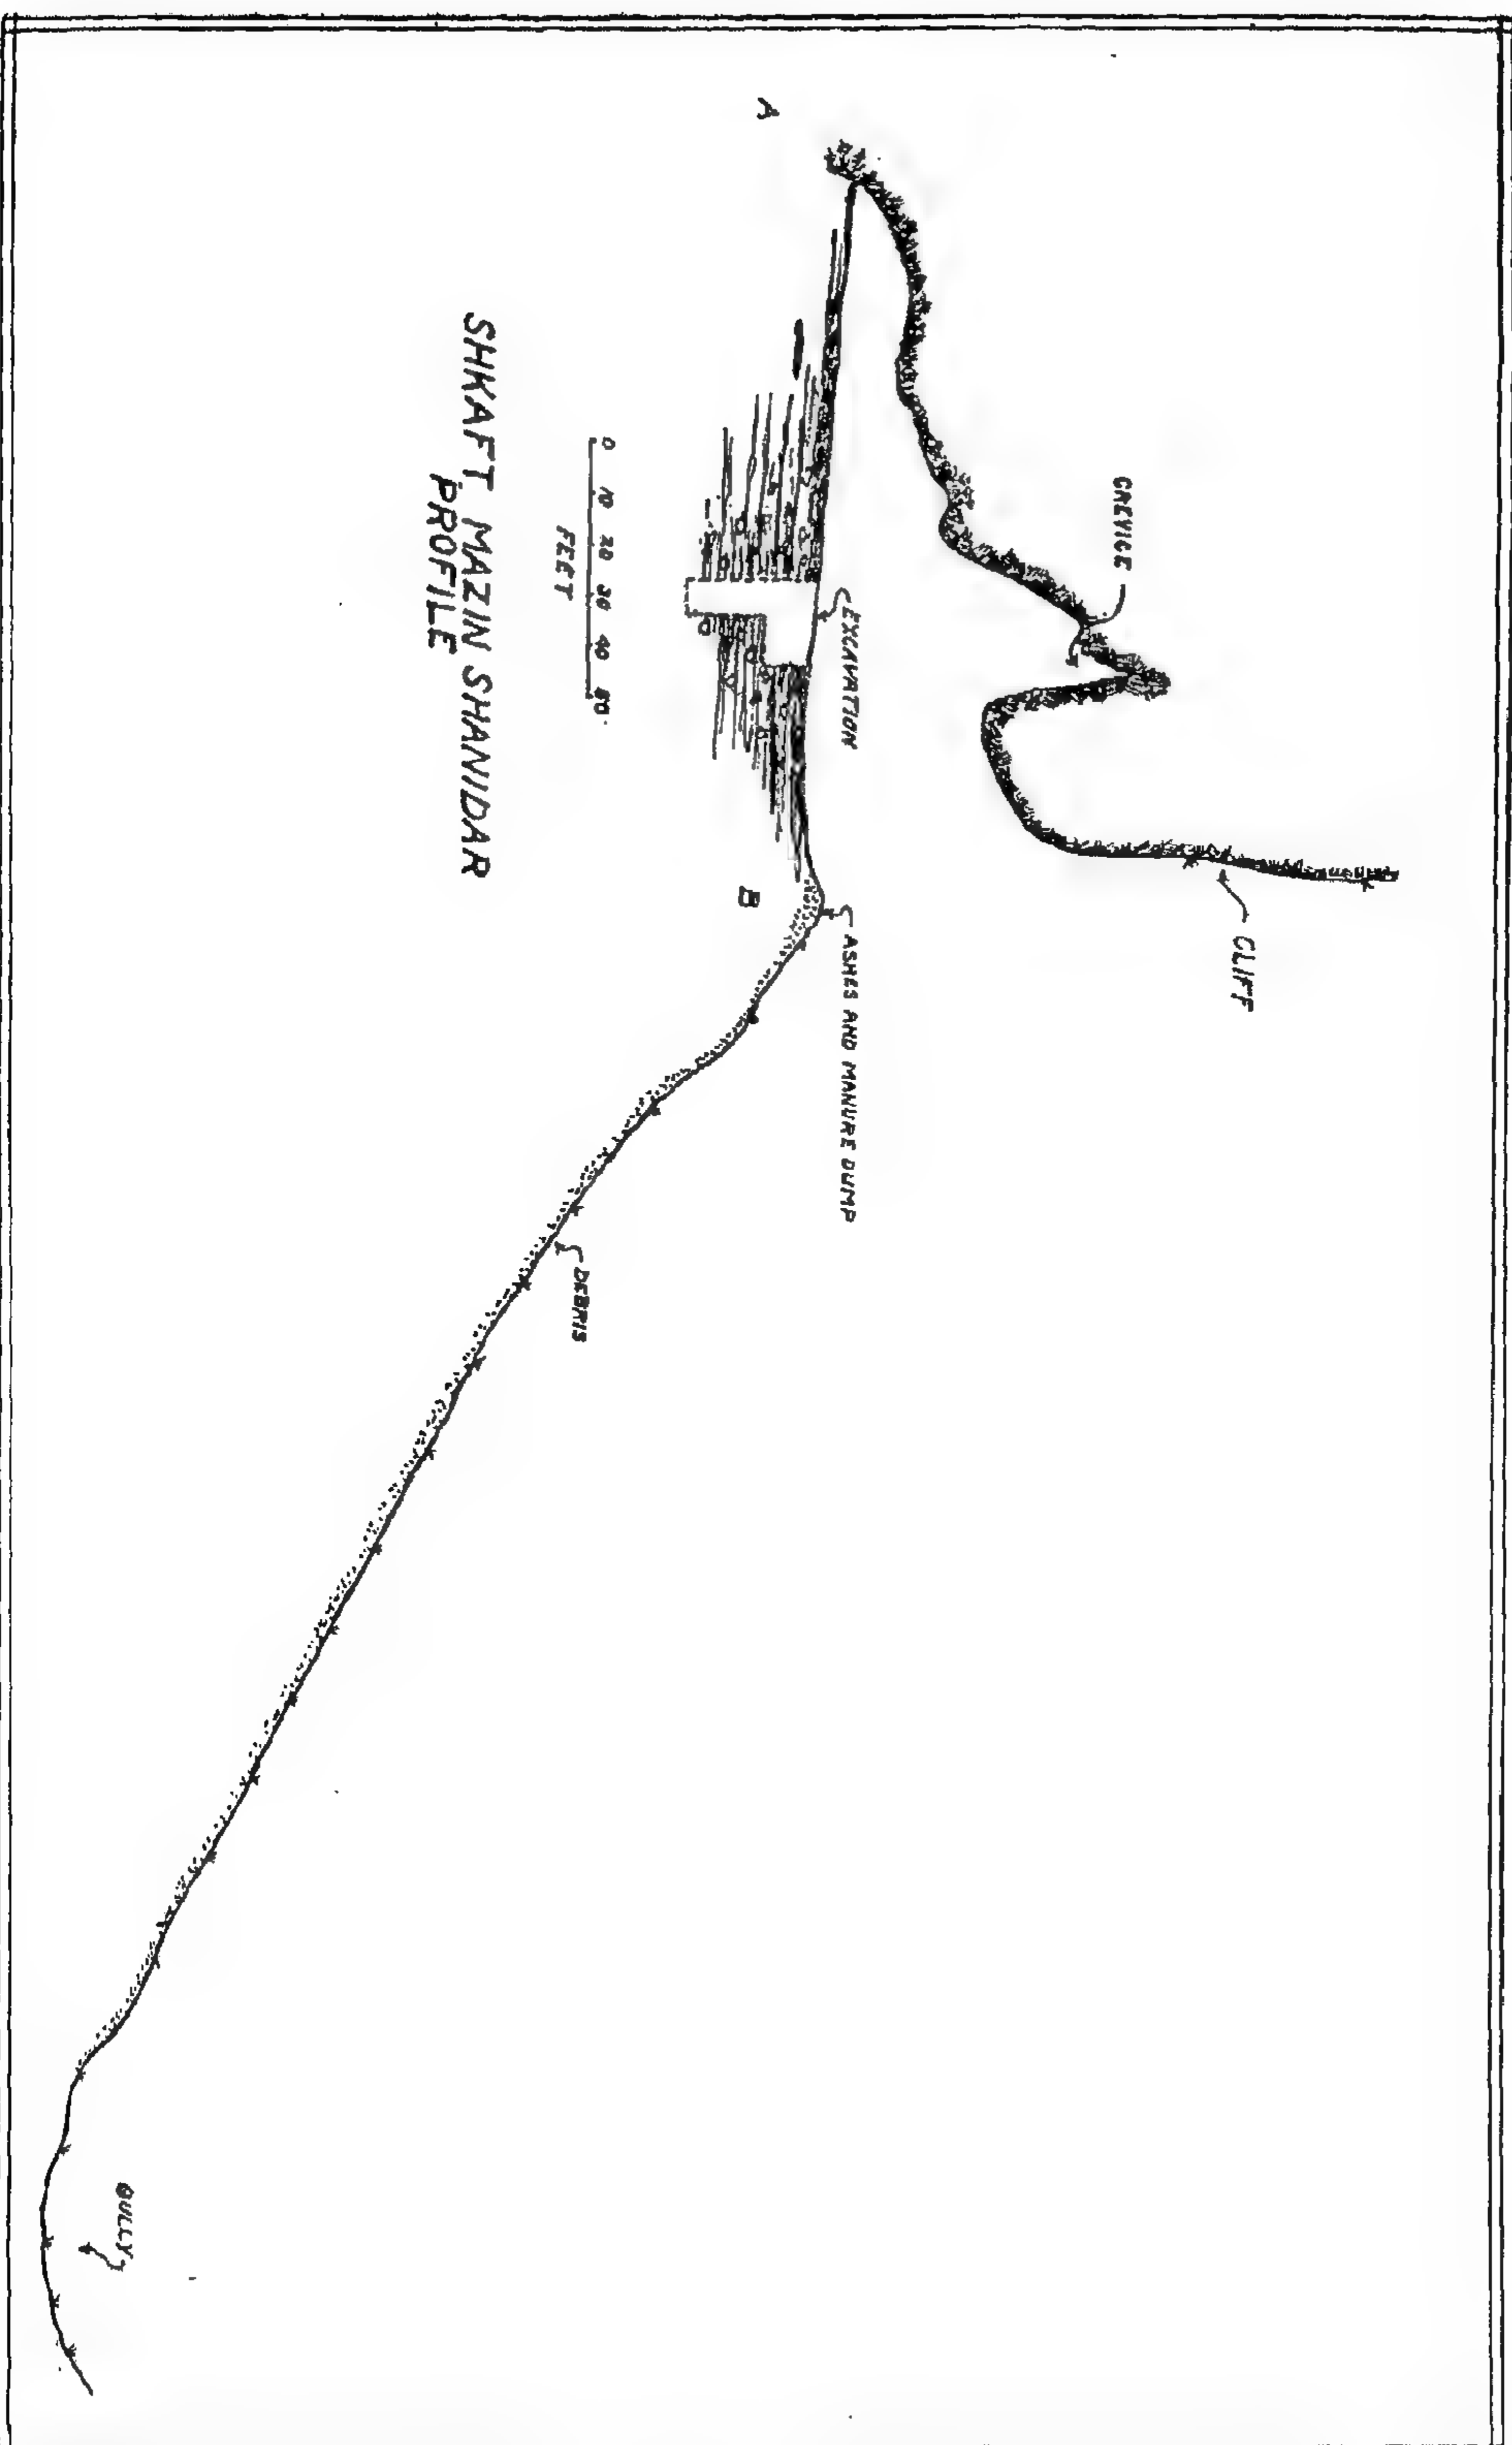 A
CREVICE
CLIFF
EXCAVATION
ASHES AND MANURE DUMP
B
DEBRIS
GULLY
0 10 20 30 40 50
FEET
SHKAFT MAZIN SHANIDAR
PROFILE